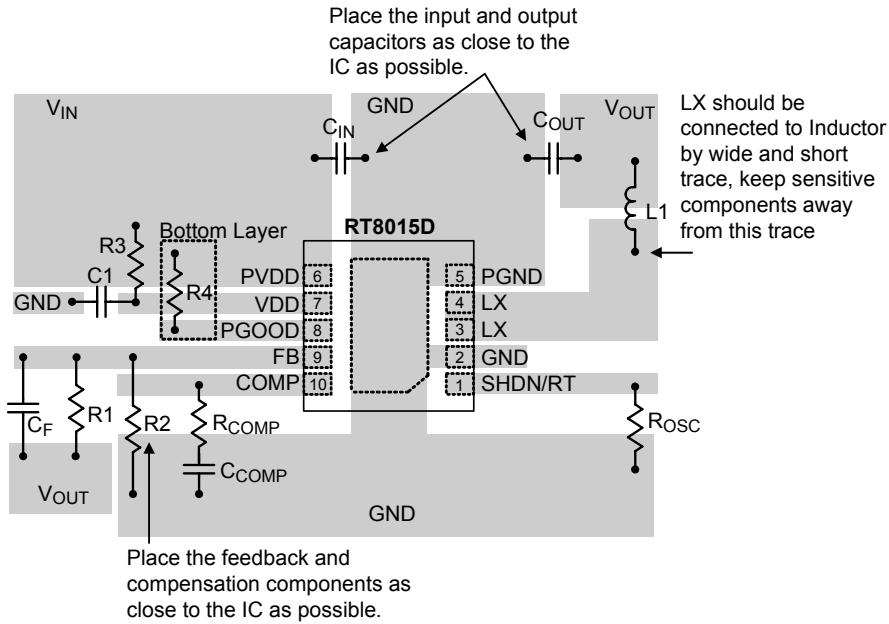 Place the input and output
capacitors as close to the
IC as possible.
VIN
GND
VOUT
CIN
COUT
LX should be
connected to Inductor
by wide and short
trace, keep sensitive
components away
from this trace
L1
Bottom Layer
RT8015D
R3
C1
R4
GND
PVDD 6
VDD 7
PGOOD 8
FB 9
COMP 10
5 PGND
4 LX
3 LX
2 GND
1 SHDN/RT
CF
R1
R2
RCOMP
CCOMP
ROSC
VOUT
GND
Place the feedback and
compensation components as
close to the IC as possible.